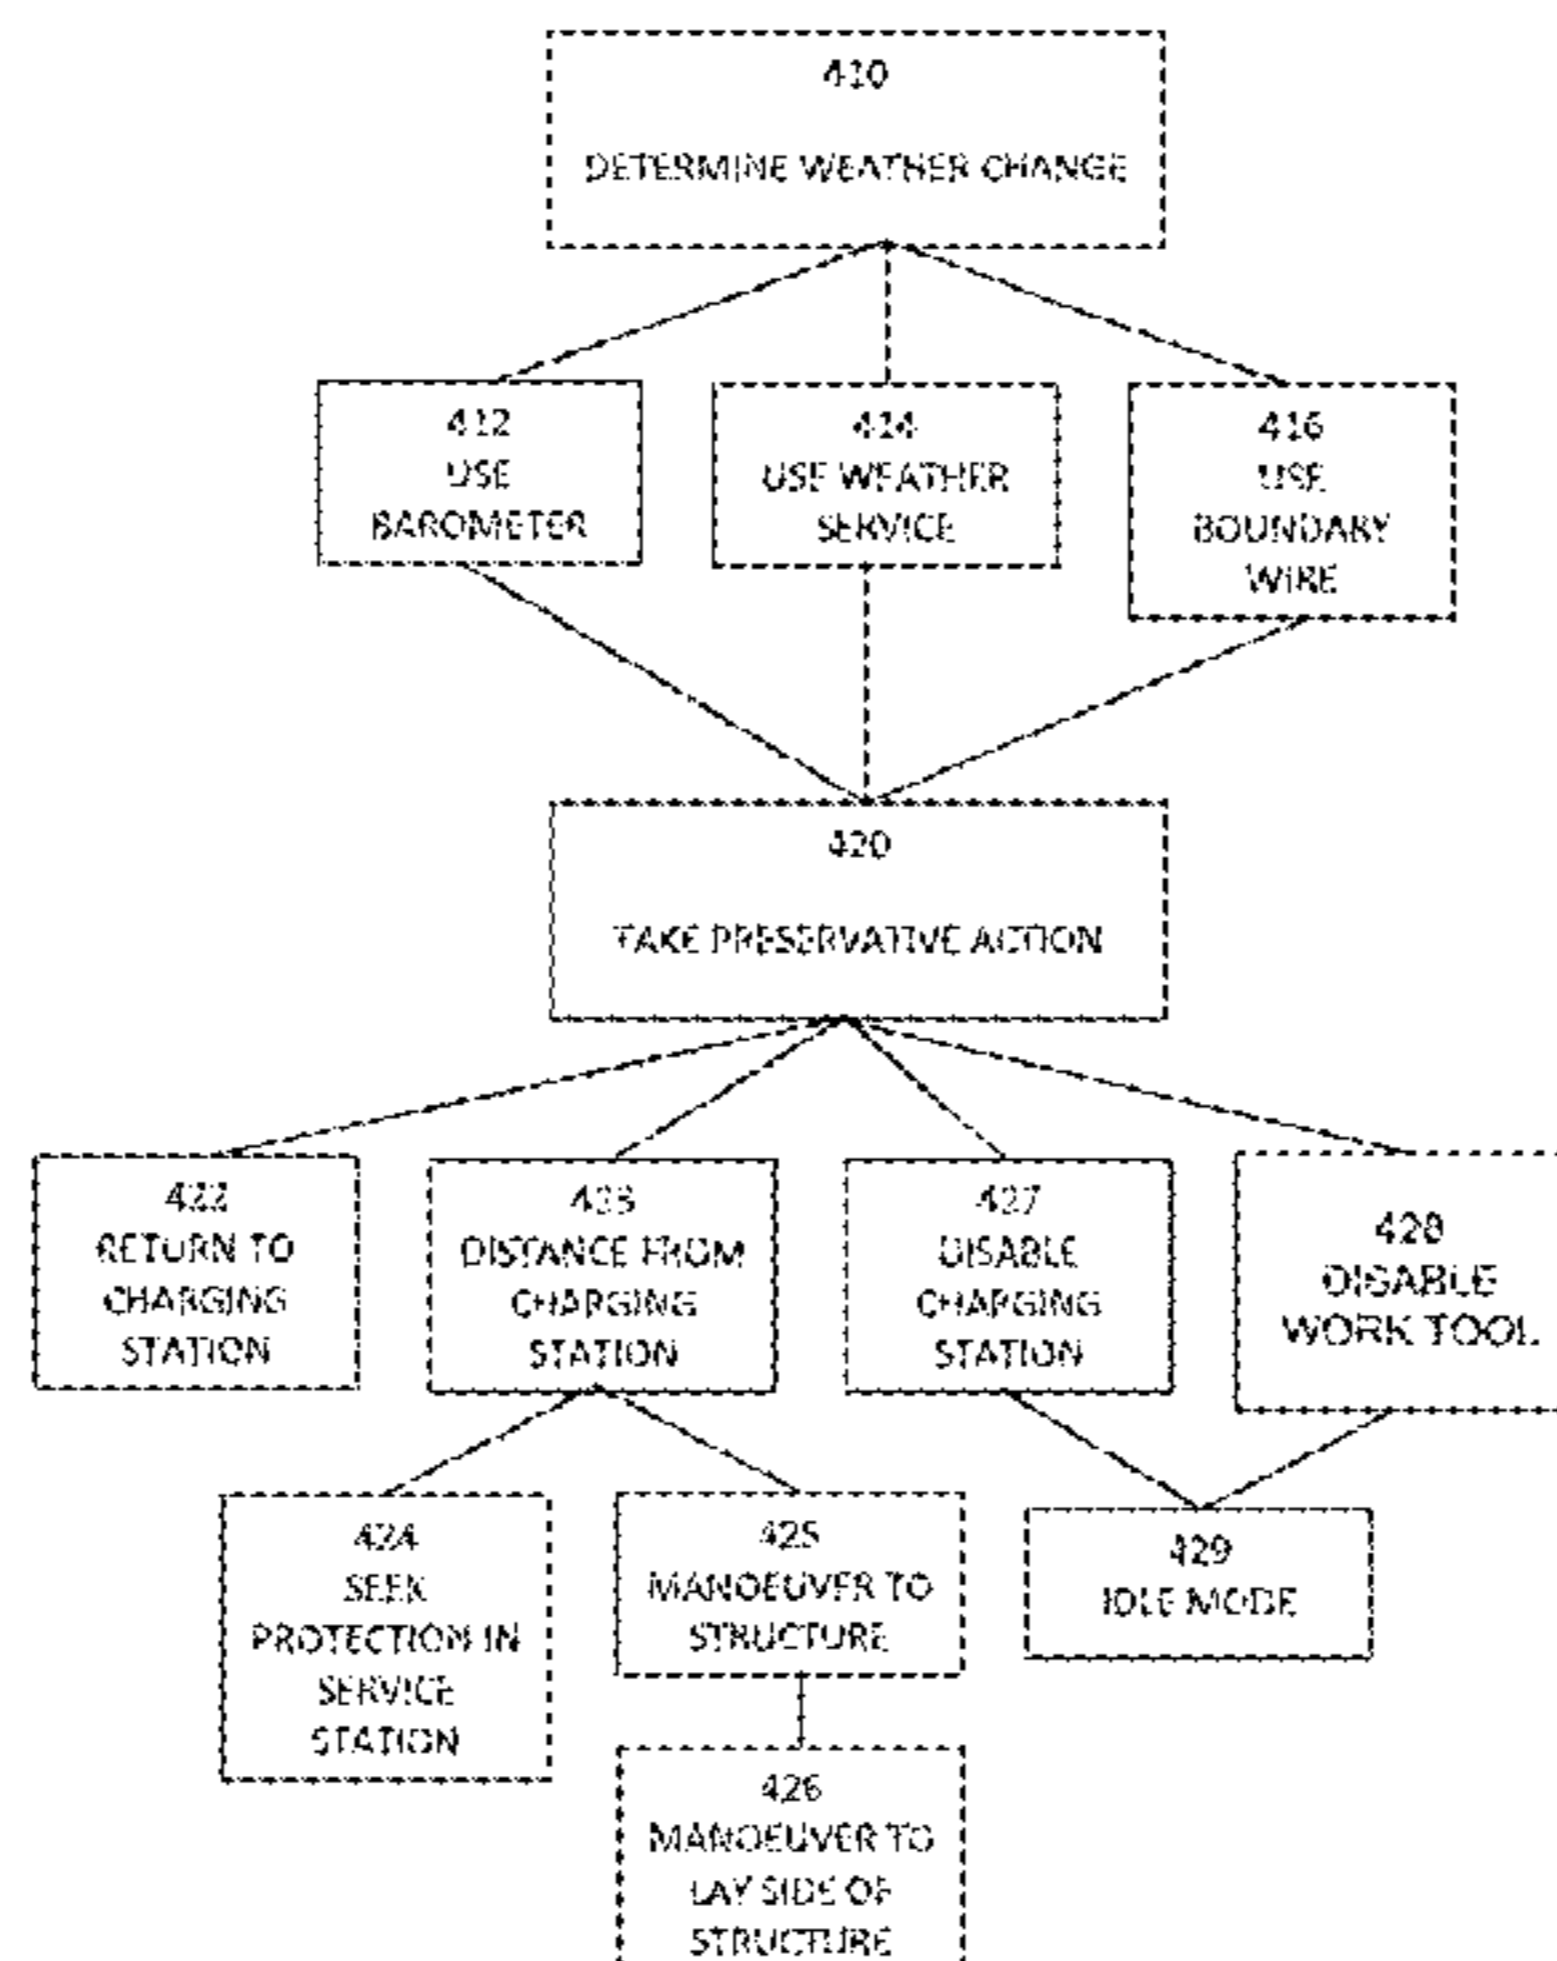 410
DETERMINE WEATHER CHANGE
412
USE
BAROMETER
414
USE WEATHER
SERVICE
416
USE
BOUNDARY
WIRE
420
TAKE PRESERVATIVE ACTION
422
RETURN TO
CHARGING
STATION
423
DISTANCE FROM
CHARGING
STATION
427
DISABLE
CHARGING
STATION
428
DISABLE
WORK TOOL
424
SEEK
PROTECTION IN
SERVICE
STATION
425
MANOEUVER TO
STRUCTURE
429
IDLE MODE
426
MANOEUVER TO
LAY SIDE OF
STRUCTURE